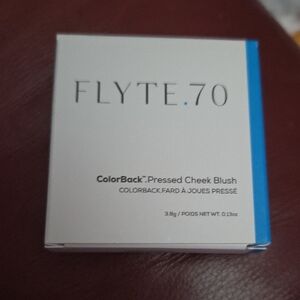 FLYTE.70
ColorBack™.Pressed Cheek Blush
COLORBACK.FARD À JOUES PRESSÉ
3.8g / POIDS NET WT. 0.13oz